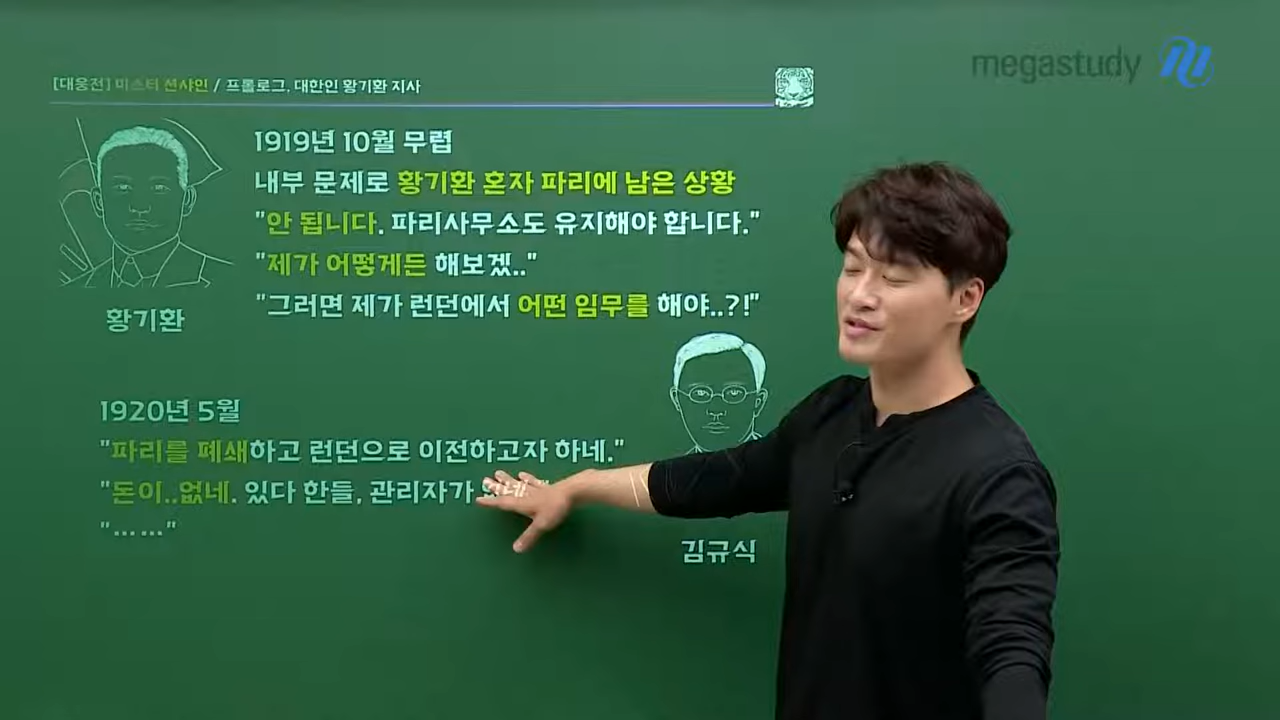 megastudy
[대웅전] 미스터 션샤인 / 프롤로그, 대한인 황기환 지사
1919년 10월 무렵
내부 문제로 황기환 혼자 파리에 남은 상황
"안 됩니다. 파리사무소도 유지해야 합니다."
"제가 어떻게든 해보겠.."
"그러면 제가 런던에서 어떤 임무를 해야..?!"
황기환
1920년 5월
"파리를 폐쇄하고 런던으로 이전하고자 하네."
"돈이..없네. 있다 한들, 관리자가
"... ..."
김규식